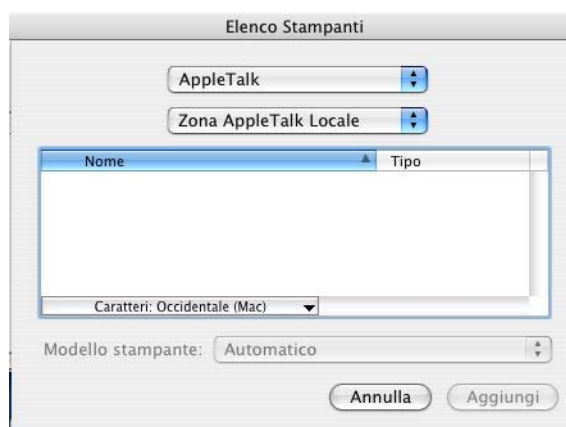 Elenco Stampanti
AppleTalk
Zona AppleTalk Locale
Nome Tipo
Caratteri: Occidentale (Mac)
Modello stampante: Automatico
Annulla Aggiungi